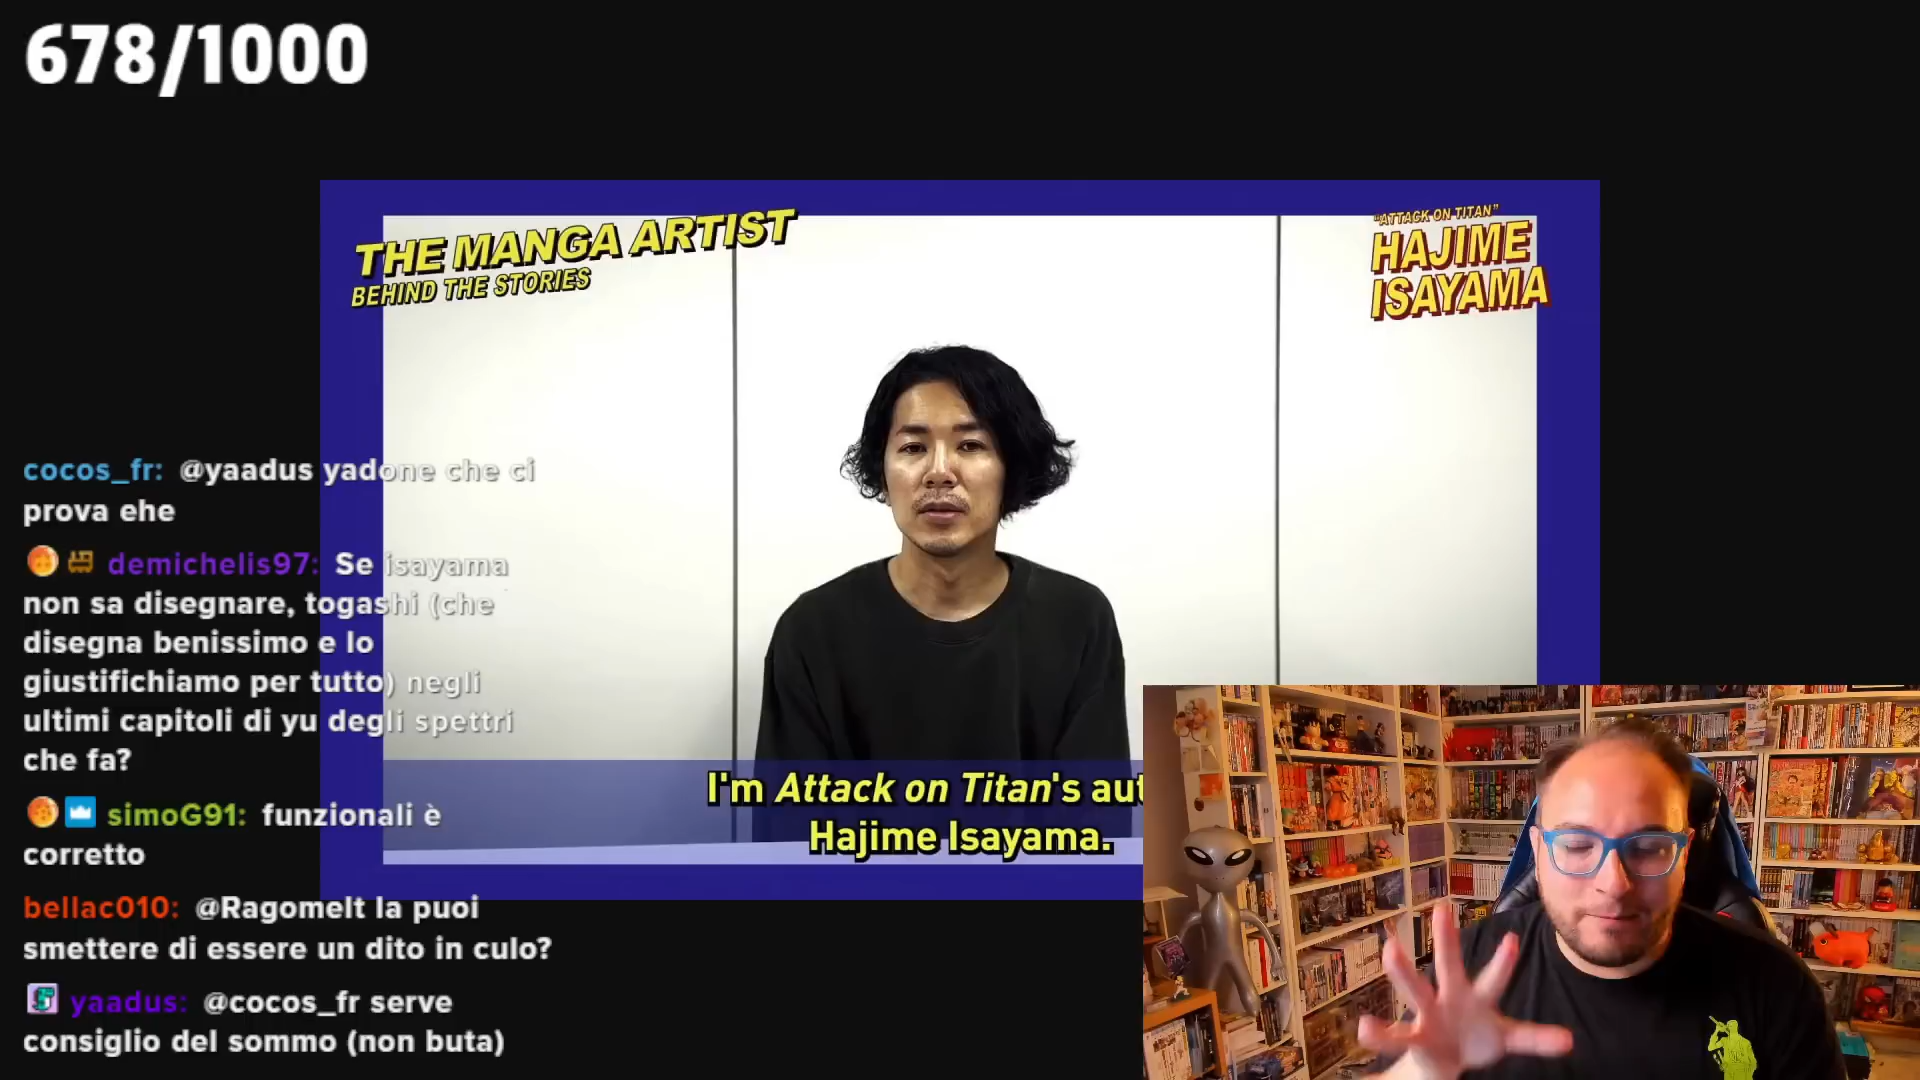 678/1000
THE MANGA ARTIST
BEHIND THE STORIES
"ATTACK ON TITAN"
HAJIME
ISAYAMA
cocos_fr: @yaadus yadone che ci
prova ehe
demichelis97: Se isayama
non sa disegnare, togashi (che
disegna benissimo e lo
giustifichiamo per tutto) negli
ultimi capitoli di yu degli spettri
che fa?
simoG91: funzionali è
corretto
bellac010: @Ragomelt la puoi
smettere di essere un dito in culo?
yaadus: @cocos_fr serve
consiglio del sommo (non buta)
I'm Attack on Titan's aut
Hajime Isayama.